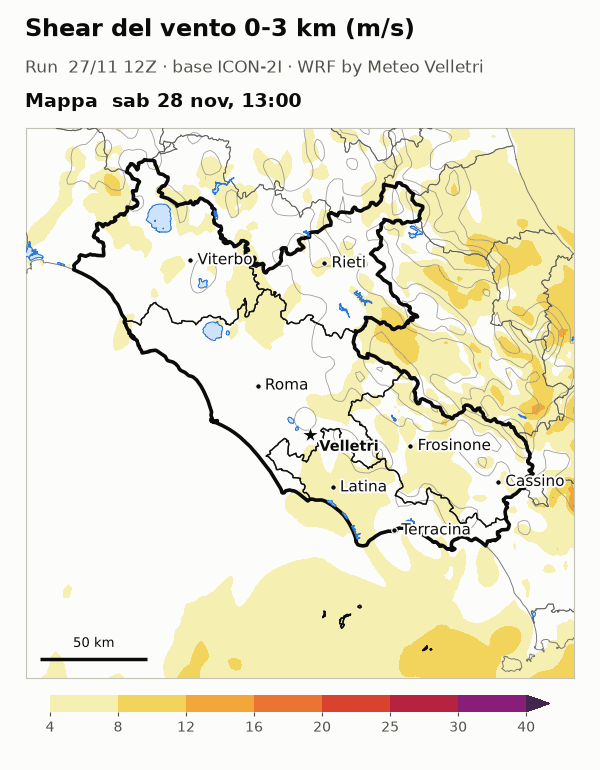 Shear del vento 0-3 km (m/s)
Run  27/11 12Z · base ICON-2I · WRF by Meteo Velletri
Mappa  sab 28 nov, 13:00
Viterbo
Rieti
Roma
Velletri
Frosinone
Latina
Cassino
Terracina
50 km
4 8 12 16 20 25 30 40